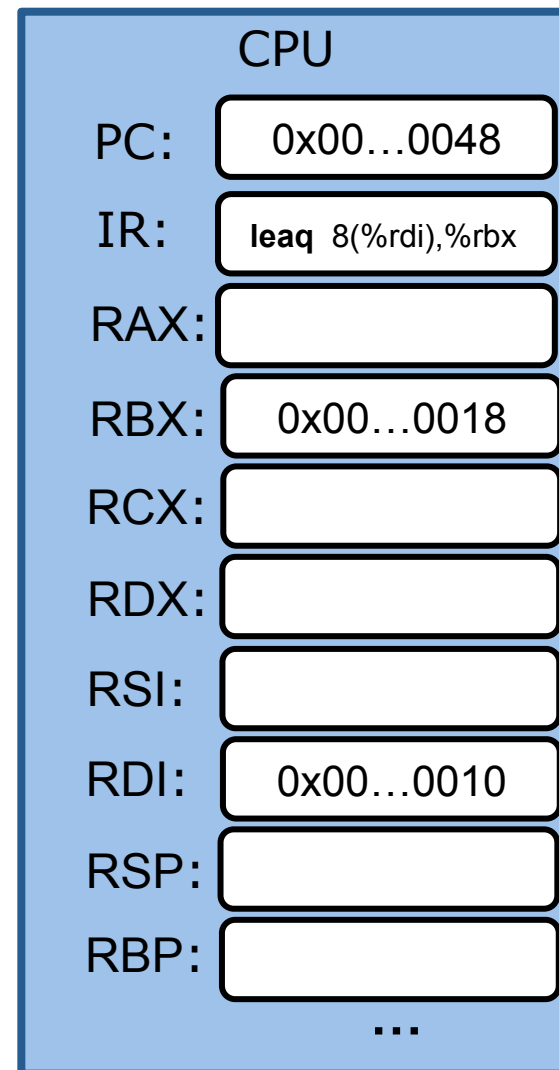 CPU
PC: 0x00…0048
IR: leaq 8(%rdi),%rbx
RAX:
RBX: 0x00…0018
RCX:
RDX:
RSI:
RDI: 0x00…0010
RSP:
RBP:
…